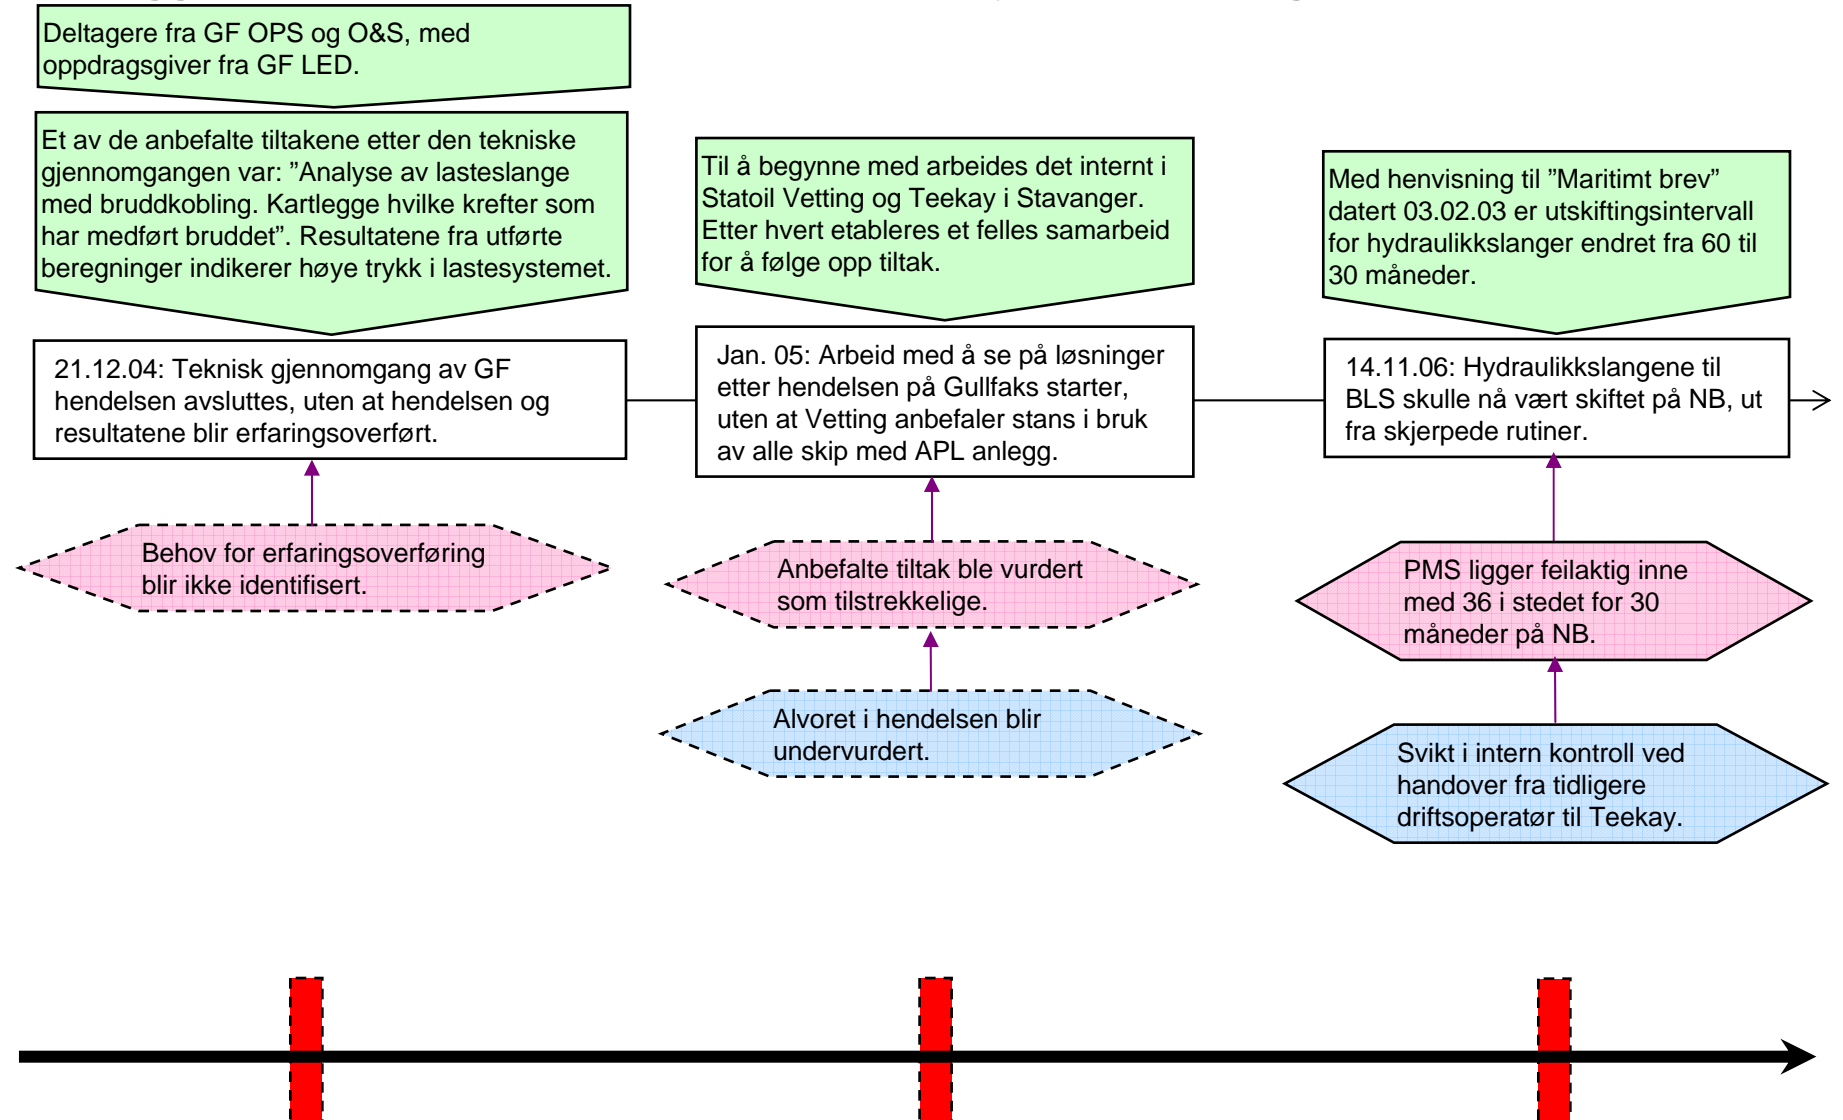 Deltagere fra GF OPS og O&S, med
oppdragsgiver fra GF LED.
Et av de anbefalte tiltakene etter den tekniske
gjennomgangen var: ”Analyse av lasteslange
med bruddkobling. Kartlegge hvilke krefter som
har medført bruddet”. Resultatene fra utførte
beregninger indikerer høye trykk i lastesystemet.
Til å begynne med arbeides det internt i
Statoil Vetting og Teekay i Stavanger.
Etter hvert etableres et felles samarbeid
for å følge opp tiltak.
Med henvisning til ”Maritimt brev”
datert 03.02.03 er utskiftingsintervall
for hydraulikkslanger endret fra 60 til
30 måneder.
21.12.04: Teknisk gjennomgang av GF
hendelsen avsluttes, uten at hendelsen og
resultatene blir erfaringsoverført.
Jan. 05: Arbeid med å se på løsninger
etter hendelsen på Gullfaks starter,
uten at Vetting anbefaler stans i bruk
av alle skip med APL anlegg.
14.11.06: Hydraulikkslangene til
BLS skulle nå vært skiftet på NB, ut
fra skjerpede rutiner.
Behov for erfaringsoverføring
blir ikke identifisert.
Anbefalte tiltak ble vurdert
som tilstrekkelige.
PMS ligger feilaktig inne
med 36 i stedet for 30
måneder på NB.
Alvoret i hendelsen blir
undervurdert.
Svikt i intern kontroll ved
handover fra tidligere
driftsoperatør til Teekay.